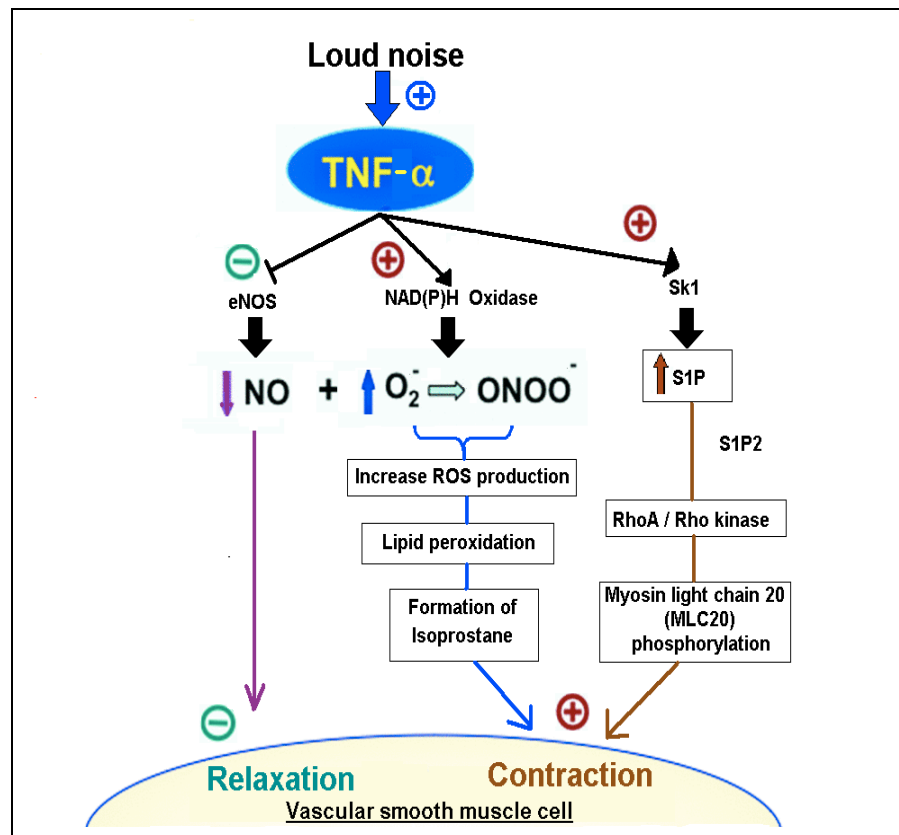 Loud noise
TNF-α
eNOS
NAD(P)H Oxidase
Sk1
NO + O₂⁻ ⇨ ONOO⁻
S1P
S1P2
Increase ROS production
RhoA / Rho kinase
Lipid peroxidation
Formation of
Isoprostane
Myosin light chain 20
(MLC20)
phosphorylation
Relaxation
Contraction
Vascular smooth muscle cell